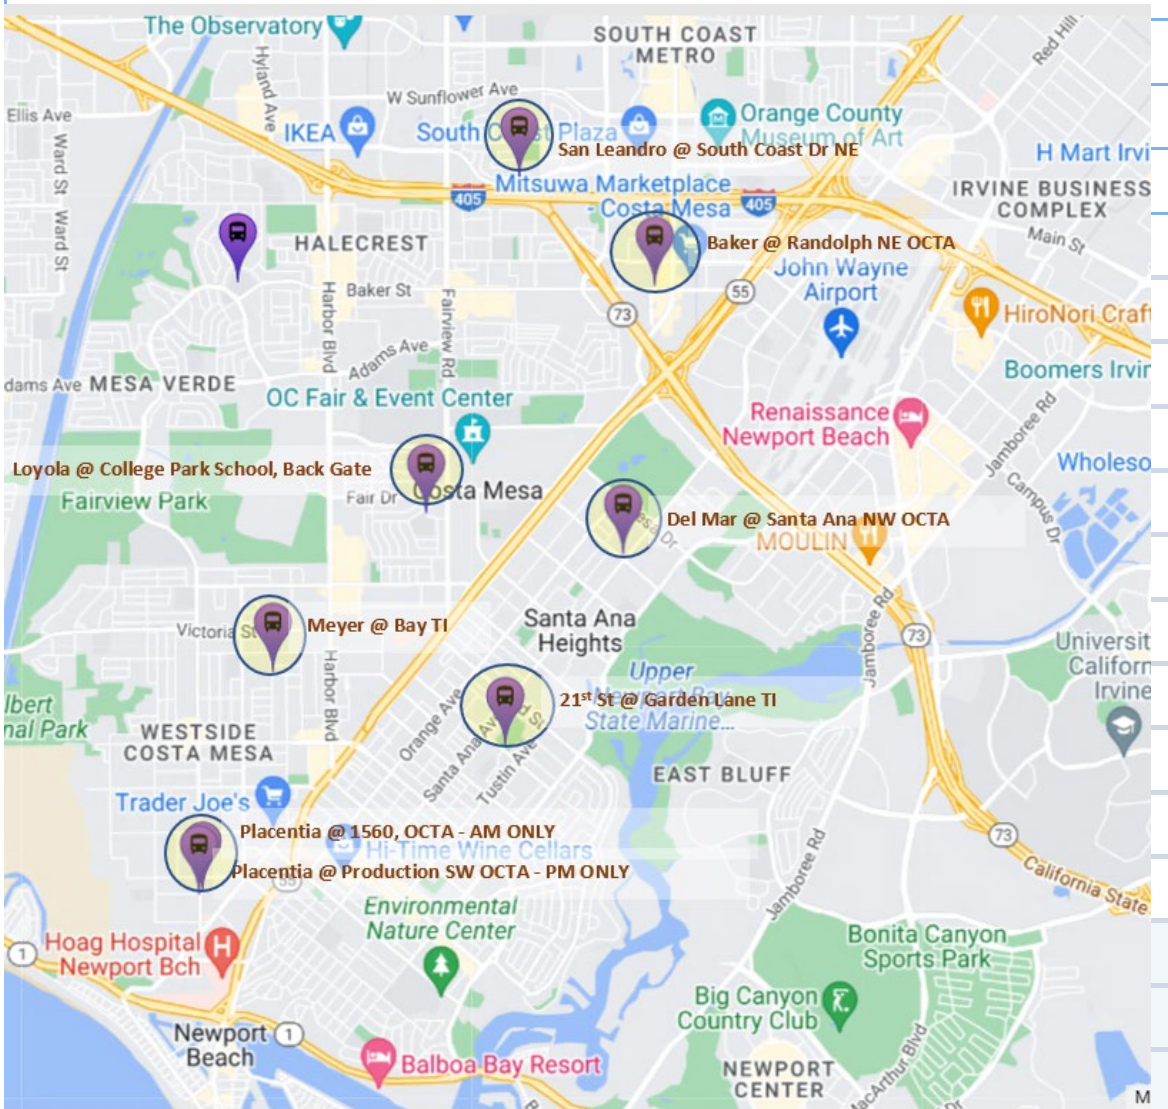 The Observatory
SOUTH COAST
METRO
Red Hill
Hyland Ave
W Sunflower Ave
Ellis Ave
Ward St
Ward St
IKEA
South Coast Plaza
Orange County
Museum of Art
San Leandro @ South Coast Dr NE
H Mart Irvi
405
Mitsuwa Marketplace
- Costa Mesa
405
IRVINE BUSINESS
COMPLEX
Main St
HALECREST
Baker @ Randolph NE OCTA
John Wayne
Airport
Baker St
55
73
HiroNori Craf
Harbor Blvd
Fairview Rd
Adams Ave
dams Ave
MESA VERDE
Boomers Irvin
OC Fair & Event Center
Renaissance
Newport Beach
Jamboree Rd
Loyola @ College Park School, Back Gate
Wholeso
Fairview Park
Fair Dr
Costa Mesa
Campus Dr
Del Mar @ Santa Ana NW OCTA
esa Dr
MOULIN
Jamboree Rd
73
Victoria St
Meyer @ Bay TI
Santa Ana
Heights
Universit
Californ
Irvine
Harbor Blvd
Upper
Newport Bay
State Marine...
21st St @ Garden Lane TI
lbert
nal Park
Orange Ave
Santa Ana Ave
Tustin Ave
WESTSIDE
COSTA MESA
EAST BLUFF
Trader Joe's
Placentia @ 1560, OCTA - AM ONLY
Hi-Time Wine Cellars
Placentia @ Production SW OCTA - PM ONLY
55
73
California State
Jamboree Rd
Environmental
Nature Center
Hoag Hospital
Newport Bch
1
Bonita Canyon
Sports Park
Big Canyon
Country Club
Newport
Beach
1
Balboa Bay Resort
NEWPORT
CENTER
MacArthur Blvd
M